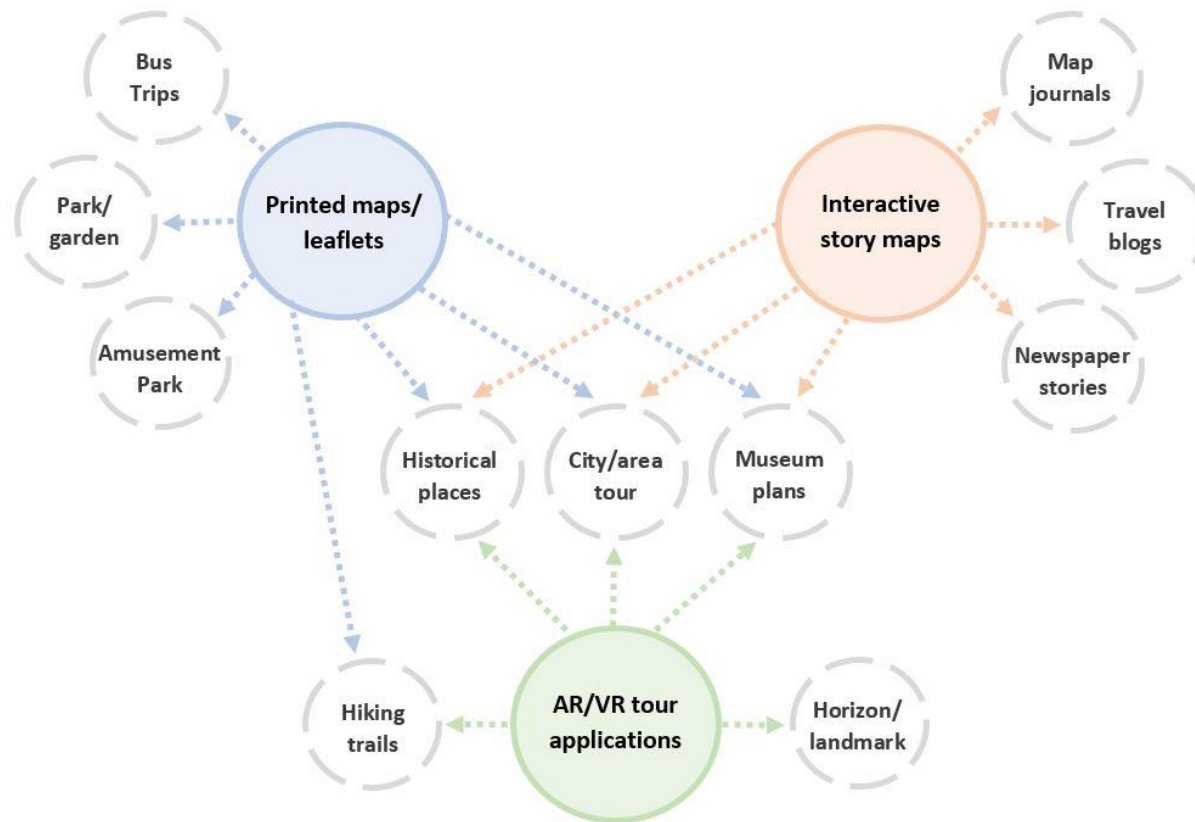 Bus
Trips
Map
journals
Park/
garden
Printed maps/
leaflets
Interactive
story maps
Travel
blogs
Amusement
Park
Newspaper
stories
Historical
places
City/area
tour
Museum
plans
Hiking
trails
AR/VR tour
applications
Horizon/
landmark